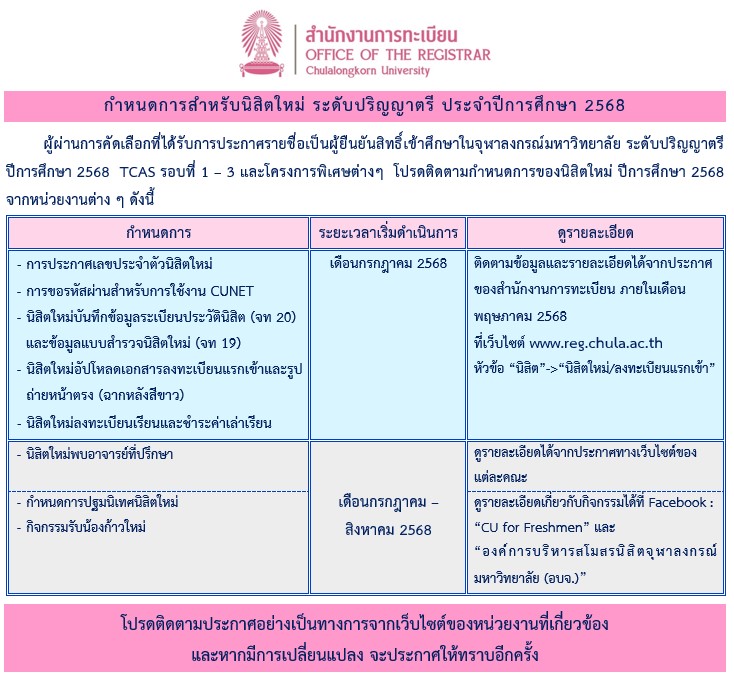 สำนักงานการทะเบียน
OFFICE OF THE REGISTRAR
Chulalongkorn University
กำหนดการสำหรับนิสิตใหม่ ระดับปริญญาตรี ประจำปีการศึกษา 2568
ผู้ผ่านการคัดเลือกที่ได้รับการประกาศรายชื่อเป็นผู้ยืนยันสิทธิ์เข้าศึกษาในจุฬาลงกรณ์มหาวิทยาลัย ระดับปริญญาตรี
ปีการศึกษา 2568 TCAS รอบที่ 1 – 3 และโครงการพิเศษต่างๆ โปรดติดตามกำหนดการของนิสิตใหม่ ปีการศึกษา 2568
จากหน่วยงานต่าง ๆ ดังนี้
กำหนดการ
ระยะเวลาเริ่มดำเนินการ
ดูรายละเอียด
- การประกาศเลขประจำตัวนิสิตใหม่
- การขอรหัสผ่านสำหรับการใช้งาน CUNET
- นิสิตใหม่บันทึกข้อมูลระเบียนประวัตินิสิต (จท 20)
และข้อมูลแบบสำรวจนิสิตใหม่ (จท 19)
- นิสิตใหม่อัปโหลดเอกสารลงทะเบียนแรกเข้าและรูป
ถ่ายหน้าตรง (ฉากหลังสีขาว)
- นิสิตใหม่ลงทะเบียนเรียนและชำระค่าเล่าเรียน
เดือนกรกฎาคม 2568
ติดตามข้อมูลและรายละเอียดได้จากประกาศ
ของสำนักงานการทะเบียน ภายในเดือน
พฤษภาคม 2568
ที่เว็บไซต์ www.reg.chula.ac.th
หัวข้อ “นิสิต”->“นิสิตใหม่/ลงทะเบียนแรกเข้า”
- นิสิตใหม่พบอาจารย์ที่ปรึกษา
ดูรายละเอียดได้จากประกาศทางเว็บไซต์ของ
แต่ละคณะ
- กำหนดการปฐมนิเทศนิสิตใหม่
- กิจกรรมรับน้องก้าวใหม่
เดือนกรกฎาคม –
สิงหาคม 2568
ดูรายละเอียดเกี่ยวกับกิจกรรมได้ที่ Facebook :
“CU for Freshmen” และ
“องค์การบริหารสโมสรนิสิตจุฬาลงกรณ์
มหาวิทยาลัย (อบจ.)”
โปรดติดตามประกาศอย่างเป็นทางการจากเว็บไซต์ของหน่วยงานที่เกี่ยวข้อง
และหากมีการเปลี่ยนแปลง จะประกาศให้ทราบอีกครั้ง